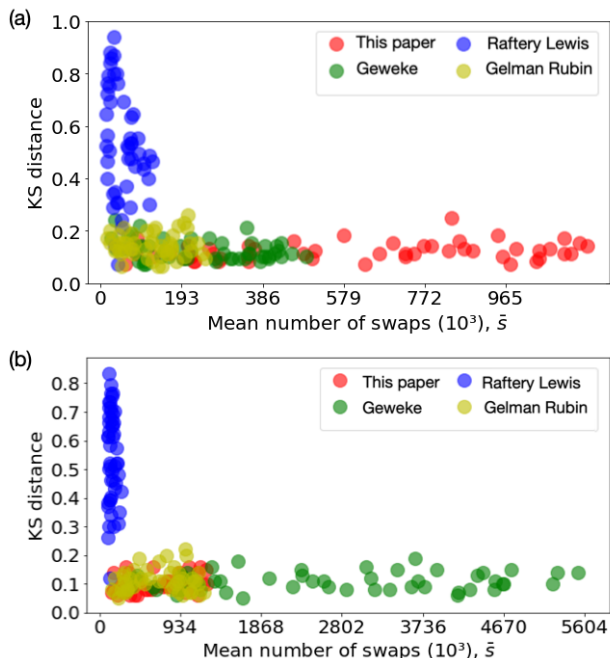 (a)
1.0
0.8
0.6
0.4
0.2
0.0
KS distance
This paper
Raftery Lewis
Geweke
Gelman Rubin
0 193 386 579 772 965
Mean number of swaps (10³), s̄
(b)
0.8
0.7
0.6
0.5
0.4
0.3
0.2
0.1
0.0
KS distance
This paper
Raftery Lewis
Geweke
Gelman Rubin
0 934 1868 2802 3736 4670 5604
Mean number of swaps (10³), s̄